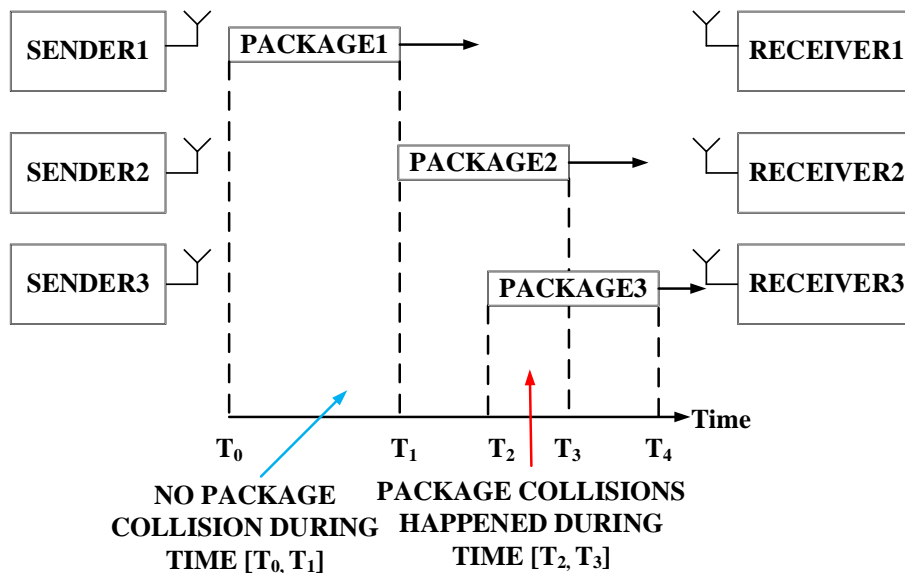 SENDER1
PACKAGE1
RECEIVER1
SENDER2
PACKAGE2
RECEIVER2
SENDER3
PACKAGE3
RECEIVER3
Time
T₀
T₁
T₂
T₃
T₄
NO PACKAGE
COLLISION DURING
TIME [T₀, T₁]
PACKAGE COLLISIONS
HAPPENED DURING
TIME [T₂, T₃]